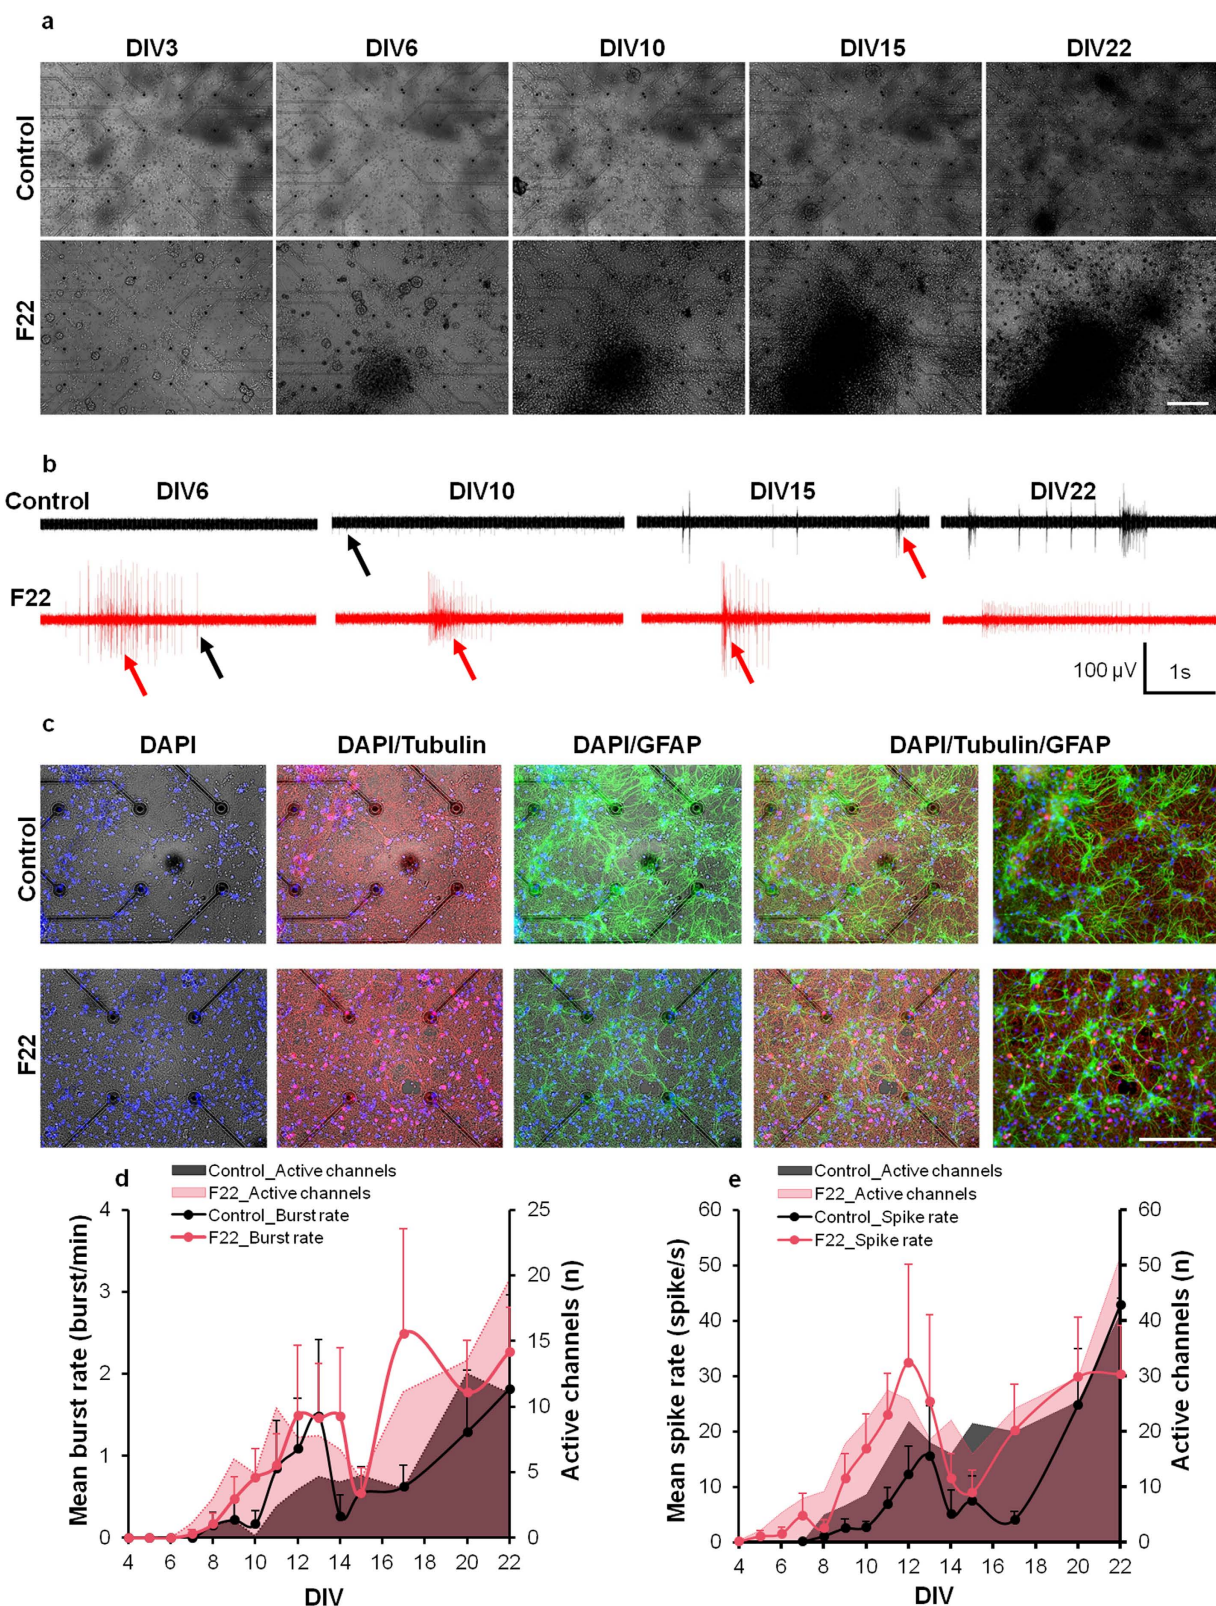 a
DIV3 DIV6 DIV10 DIV15 DIV22
Control
F22
b
Control DIV6 DIV10 DIV15 DIV22
F22
100 µV 1s
c
DAPI DAPI/Tubulin DAPI/GFAP DAPI/Tubulin/GFAP
Control
F22
d
Control_Active channels
F22_Active channels
Control_Burst rate
F22_Burst rate
Mean burst rate (burst/min)
4
3
2
1
0
25
20
15
10
5
0
Active channels (n)
4 6 8 10 12 14 16 18 20 22
DIV
e
Control_Active channels
F22_Active channels
Control_Spike rate
F22_Spike rate
Mean spike rate (spike/s)
60
50
40
30
20
10
0
60
50
40
30
20
10
0
Active channels (n)
4 6 8 10 12 14 16 18 20 22
DIV